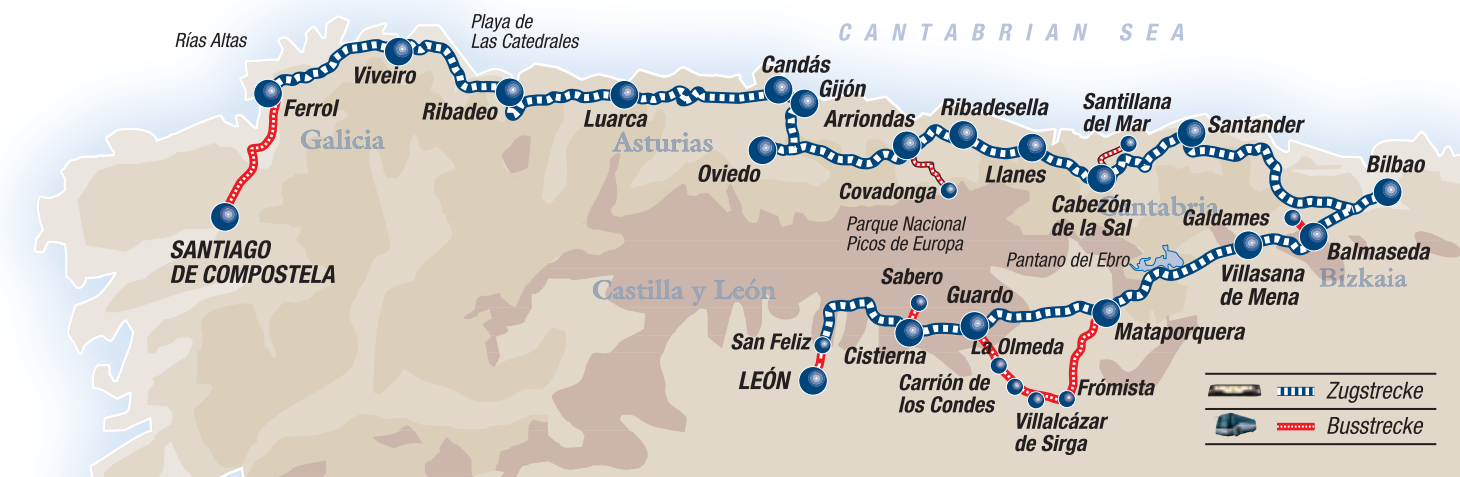 CANTABRIAN SEA
Playa de
Las Catedrales
Rías Altas
Viveiro
Candás
Gijón
Ferrol
Ribadeo
Luarca
Arriondas
Ribadesella
Santillana
del Mar
Santander
Galicia
Asturias
Oviedo
Llanes
Bilbao
Covadonga
Cabezón
de la Sal
Cantabria
Galdames
Parque Nacional
Picos de Europa
SANTIAGO
DE COMPOSTELA
Pantano del Ebro
Balmaseda
Villasana
de Mena
Bizkaia
Castilla y León
Sabero
Guardo
San Feliz
Cistierna
La Olmeda
Mataporquera
LEÓN
Carrión de
los Condes
Frómista
Villalcázar
de Sirga
Zugstrecke
Busstrecke